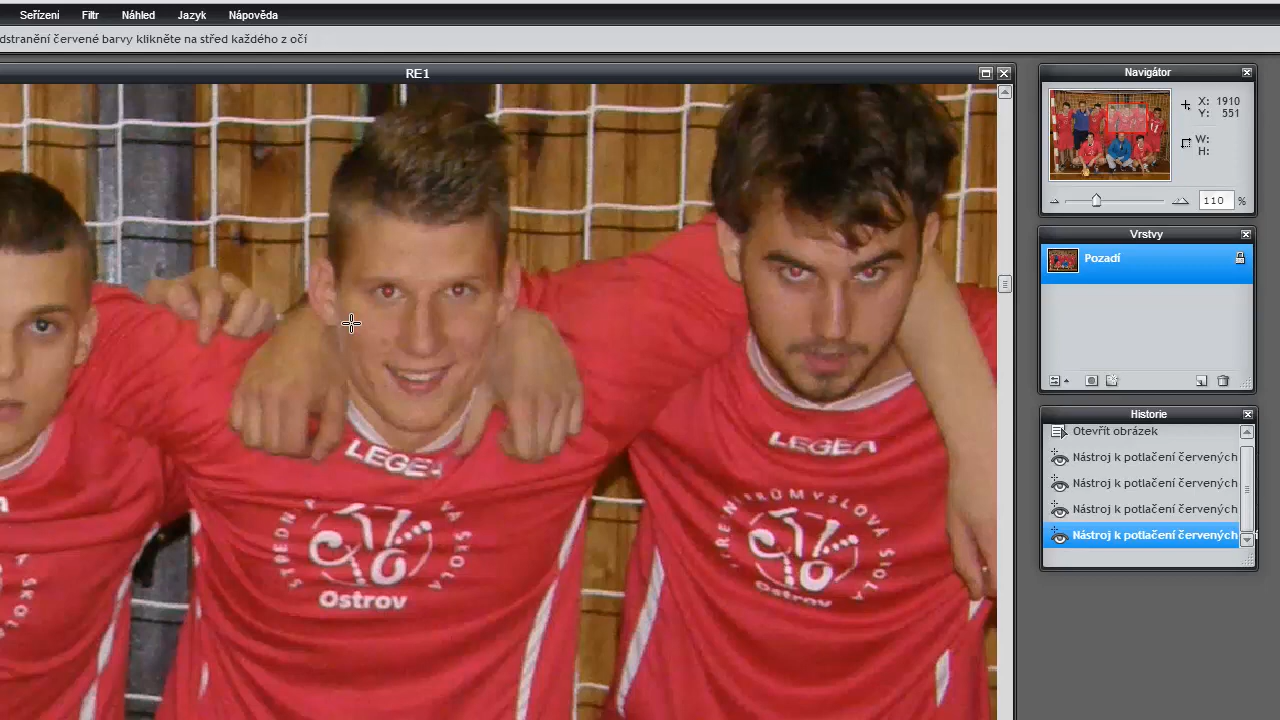 Seřízení Filtr Náhled Jazyk Nápověda
dstranění červené barvy klikněte na střed každého z očí
RE1
Navigátor
X: 1910
Y: 551
W:
H:
110 %
Vrstvy
Pozadí
Historie
Otevřít obrázek
Nástroj k potlačení červených
Nástroj k potlačení červených
Nástroj k potlačení červených
Nástroj k potlačení červených
LEGEA
LEGEA
Ostrov
PRŮMYSLOVÁ ŠKOLA
Ostrov